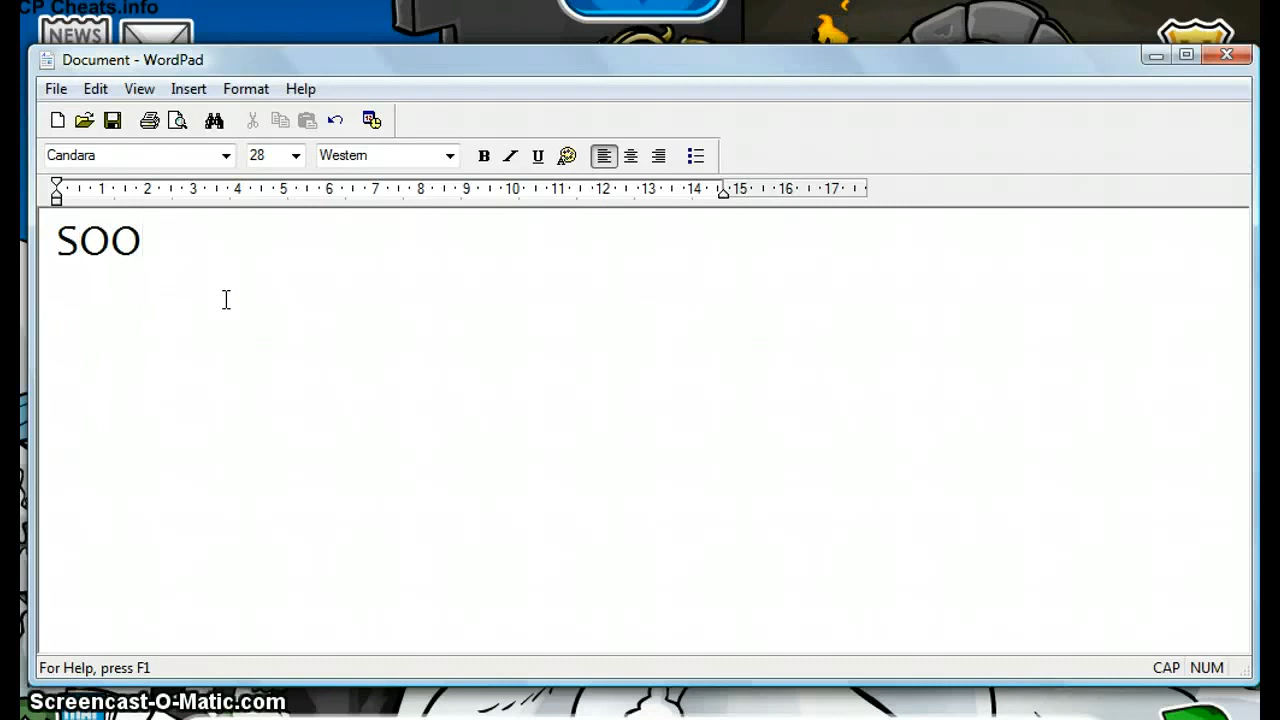 CP Cheats.info
NEWS
Document - WordPad
File Edit View Insert Format Help
Candara 28 Western B I U
1 2 3 4 5 6 7 8 9 10 11 12 13 14 15 16 17
SOO
For Help, press F1 CAP NUM
Screencast-O-Matic.com